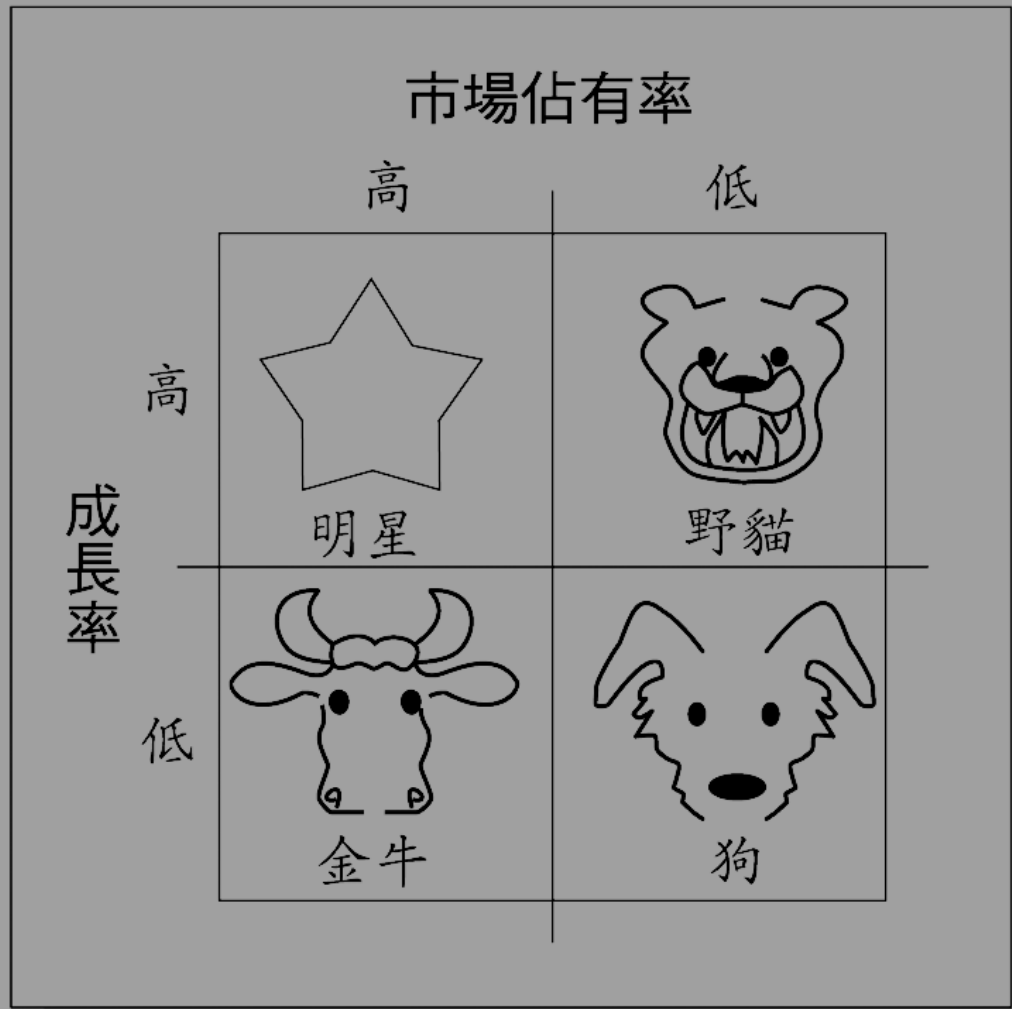 市場佔有率
高 低
高
明星 野貓
成長率
低
金牛 狗